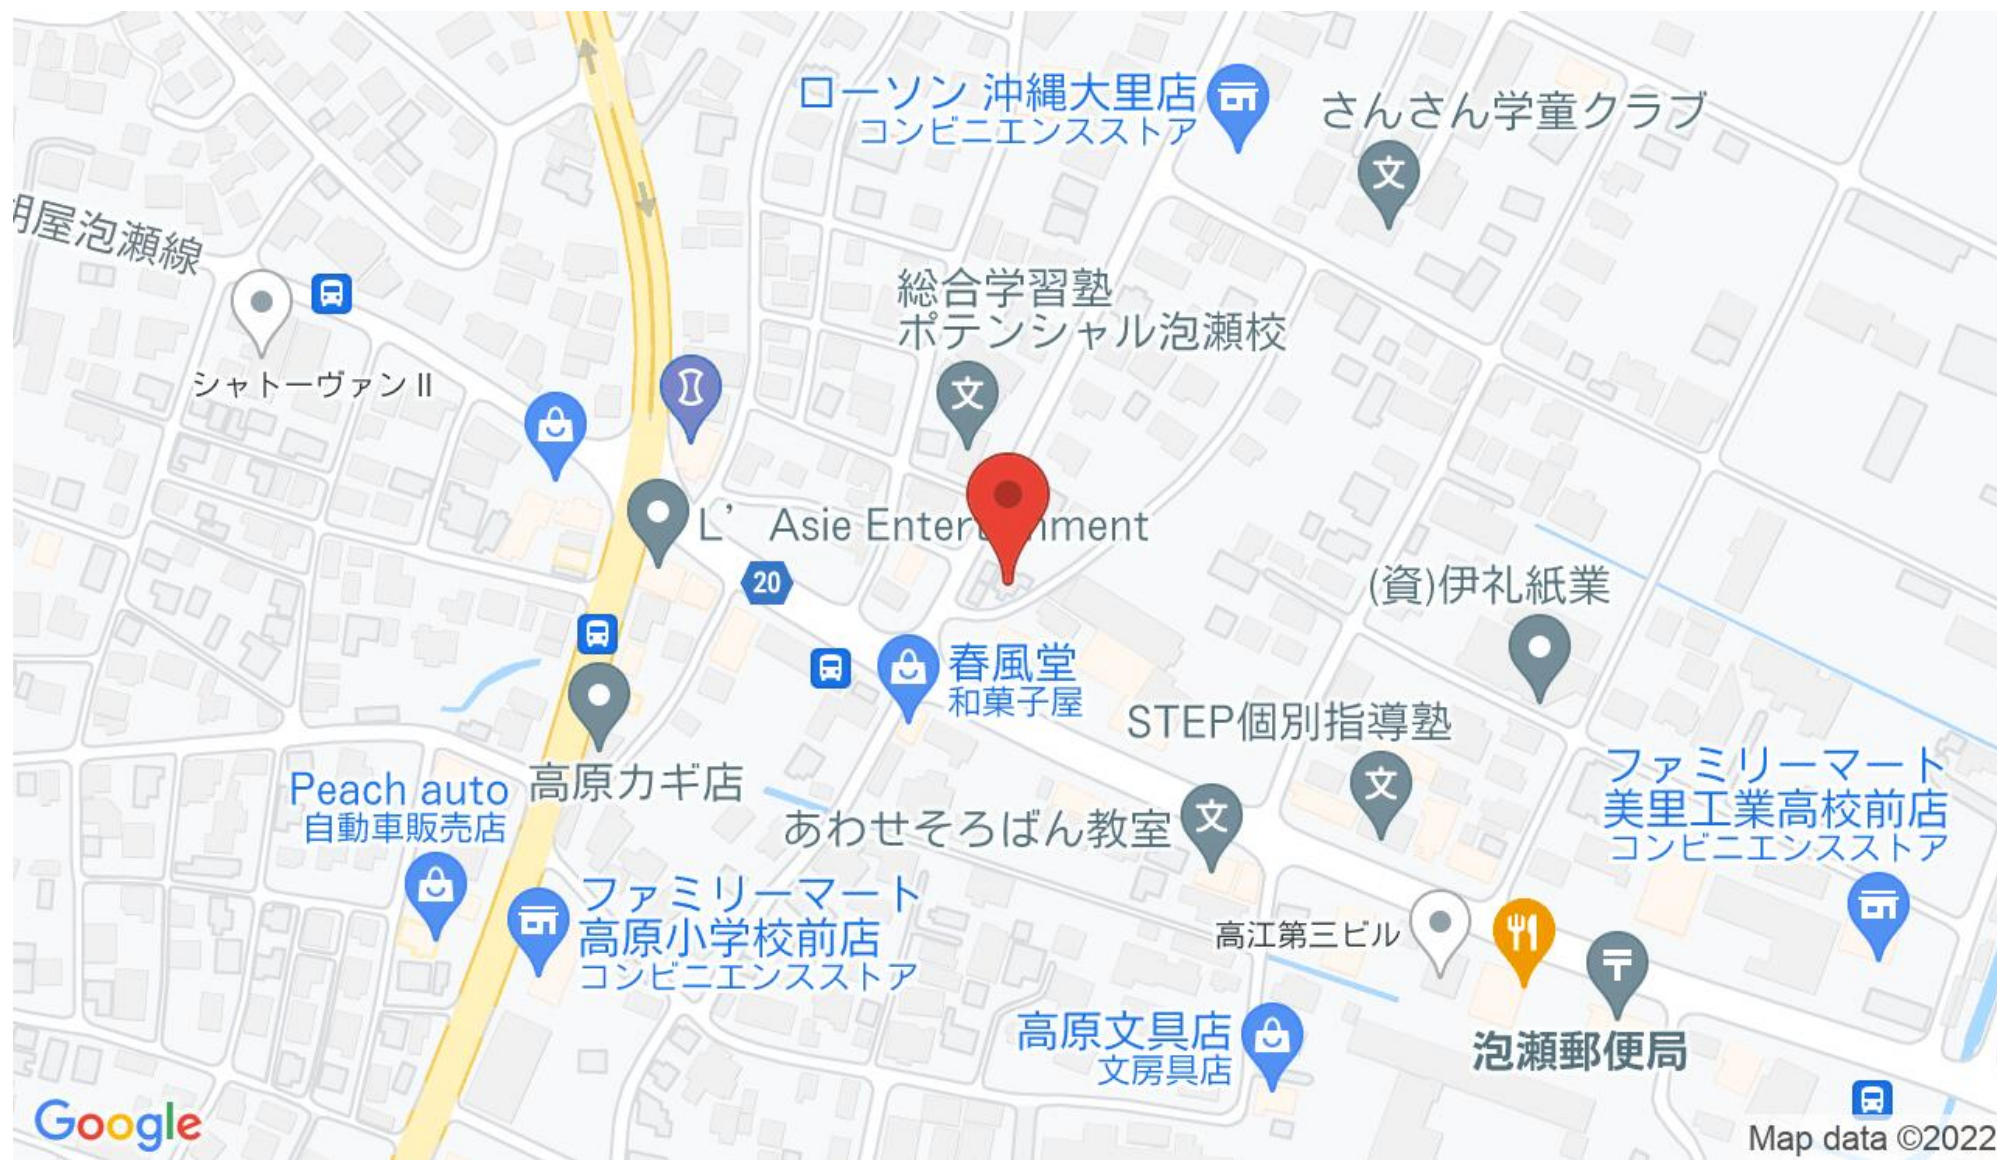 ローソン 沖縄大里店
コンビニエンスストア
さんさん学童クラブ
屋泡瀬線
総合学習塾
ポテンシャル泡瀬校
シャトーヴァン II
L’ Asie Enter
nment
20
(資)伊礼紙業
春風堂
和菓子屋
STEP個別指導塾
高原カギ店
Peach auto
自動車販売店
あわせそろばん教室
ファミリーマート
美里工業高校前店
コンビニエンスストア
ファミリーマート
高原小学校前店
コンビニエンスストア
高江第三ビル
高原文具店
文房具店
泡瀬郵便局
Google
Map data ©2022